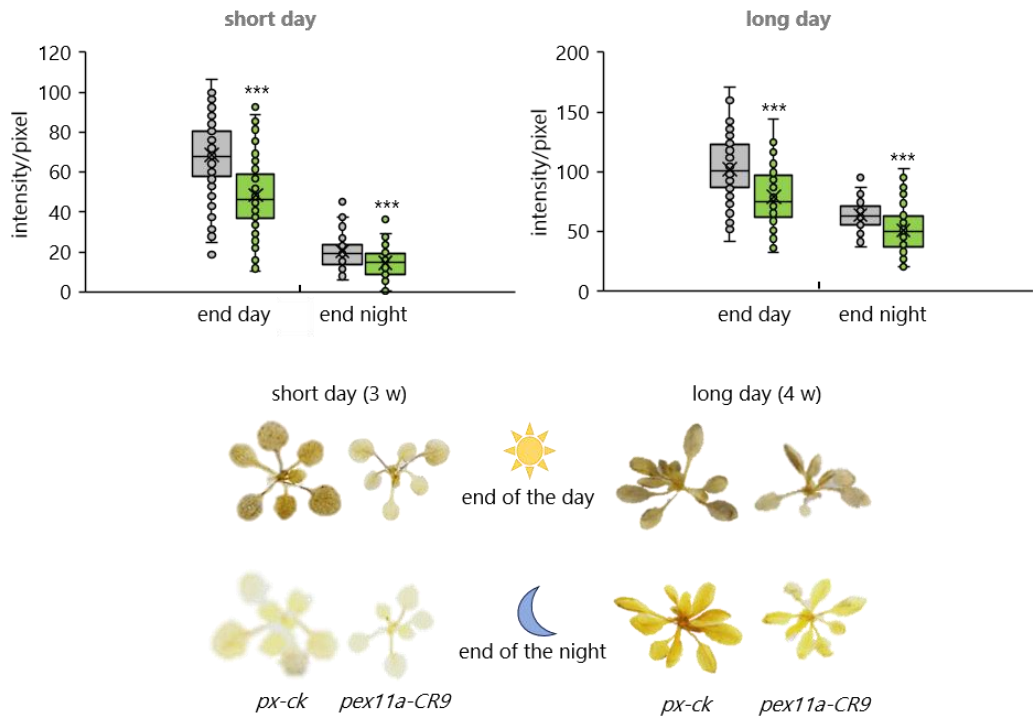 short day
120
100
80
60
40
20
0
intensity/pixel
***
***
end day
end night
long day
200
150
100
50
0
intensity/pixel
***
***
end day
end night
short day (3 w)
long day (4 w)
end of the day
end of the night
px-ck
pex11a-CR9
px-ck
pex11a-CR9